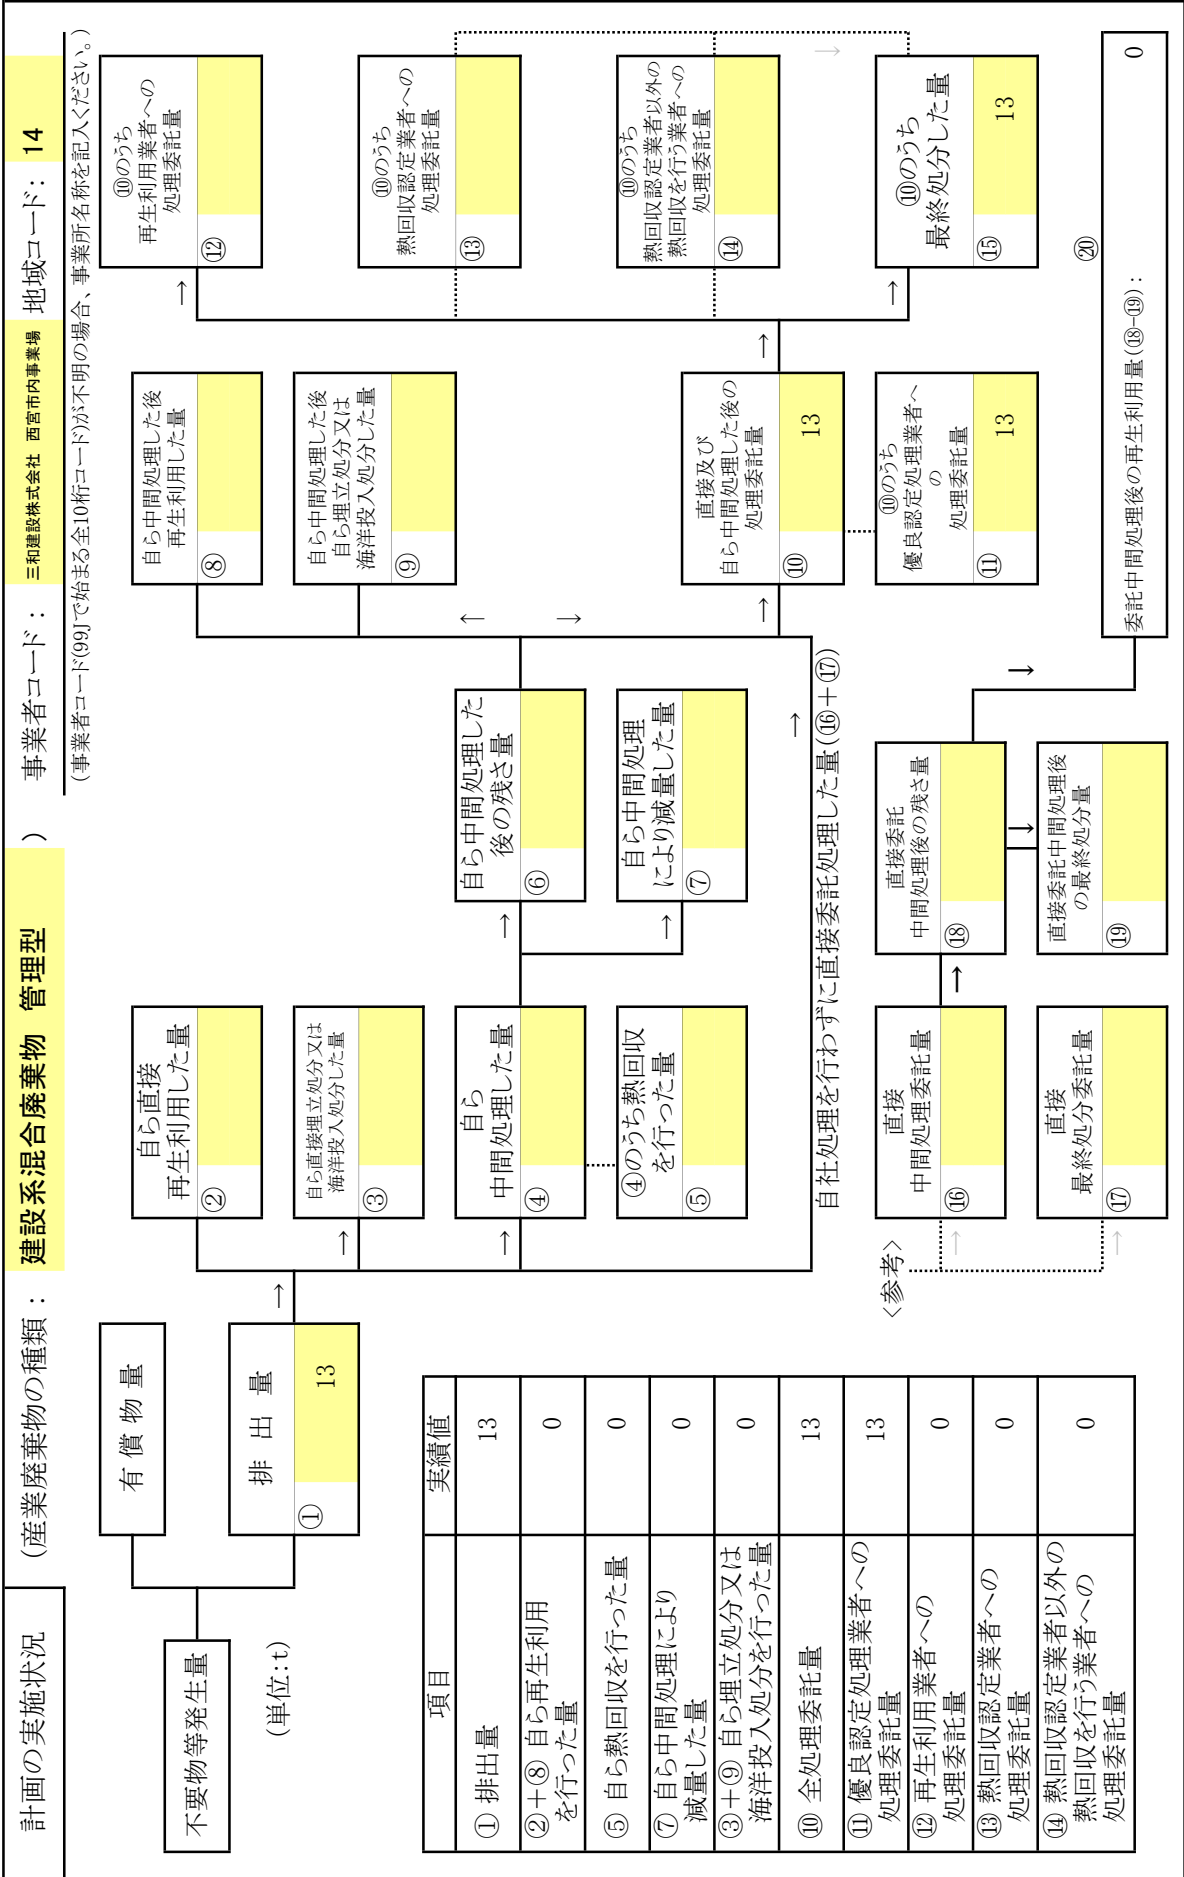 計画の実施状況
(産業廃棄物の種類：
建設系混合廃棄物　管理型
)
事業者コード：
三和建設株式会社　西宮市内事業場
地域コード：
14
(事業者コード(99Jで始まる全10桁コード)が不明の場合、事業所名称を記入ください。)
不要物等発生量
(単位:t)
有償物量
排出量
①
13
→
自ら直接
再生利用した量
②
→
自ら直接埋立処分又は
海洋投入処分した量
③
→
自ら
中間処理した量
④
④のうち熱回収
を行った量
⑤
→
自ら中間処理した
後の残さ量
⑥
→
自ら中間処理
により減量した量
⑦
自社処理を行わずに直接委託処理した量(⑯+⑰)
→
↑
↓
自ら中間処理した後
再生利用した量
⑧
自ら中間処理した後
自ら埋立処分又は
海洋投入処分した量
⑨
→
直接及び
自ら中間処理した後の
処理委託量
⑩
13
⑩のうち
優良認定処理業者へ
の
処理委託量
⑪
13
→
→
⑩のうち
再生利用業者への
処理委託量
⑫
⑩のうち
熱回収認定業者への
処理委託量
⑬
⑩のうち
熱回収認定業者以外の
熱回収を行う業者への
処理委託量
⑭
↓
→
⑩のうち
最終処分した量
⑮
13
<参考>
→
直接
中間処理委託量
⑯
→
直接
最終処分委託量
⑰
→
直接委託
中間処理後の残さ量
⑱
↓
直接委託中間処理後
の最終処分量
⑲
↓
⑳
委託中間処理後の再生利用量(⑱-⑲)：
0
項目
実績値
① 排出量
13
②+⑧ 自ら再生利用
を行った量
0
⑤ 自ら熱回収を行った量
0
⑦ 自ら中間処理により
減量した量
0
③+⑨ 自ら埋立処分又は
海洋投入処分を行った量
0
⑩ 全処理委託量
13
⑪ 優良認定処理業者への
処理委託量
13
⑫ 再生利用業者への
処理委託量
0
⑬ 熱回収認定業者への
処理委託量
0
⑭ 熱回収認定業者以外の
熱回収を行う業者への
処理委託量
0